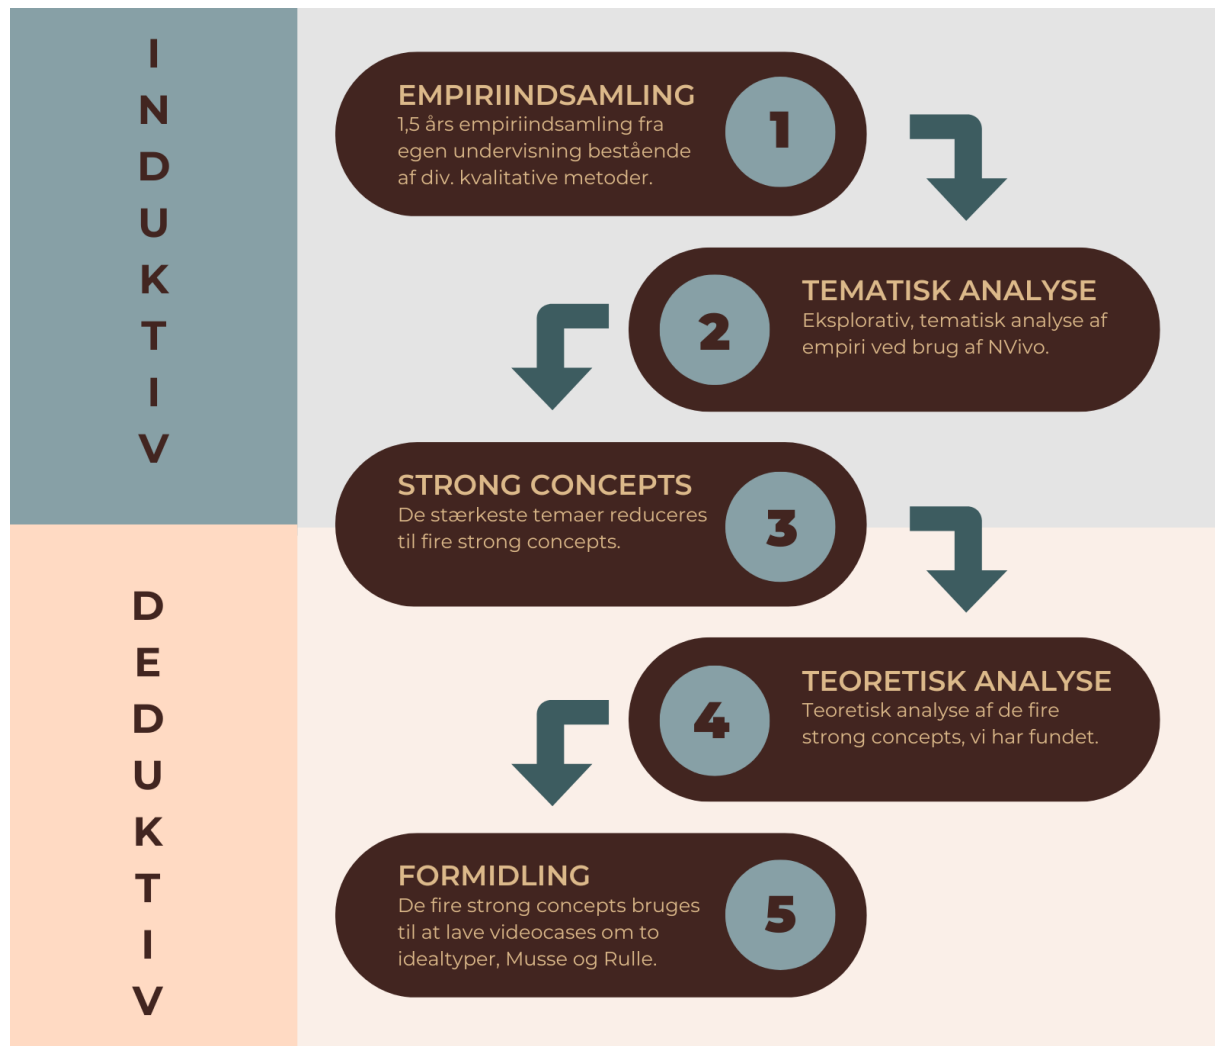 INDUKTIV
EMPIRIINDSAMLING
1,5 års empiriindsamling fra
egen undervisning bestående
af div. kvalitative metoder.
1
2
TEMATISK ANALYSE
Eksplorativ, tematisk analyse af
empiri ved brug af NVivo.
STRONG CONCEPTS
De stærkeste temaer reduceres
til fire strong concepts.
3
DEDUKTIV
4
TEORETISK ANALYSE
Teoretisk analyse af de fire
strong concepts, vi har fundet.
FORMIDLING
De fire strong concepts bruges
til at lave videocases om to
idealtyper, Musse og Rulle.
5